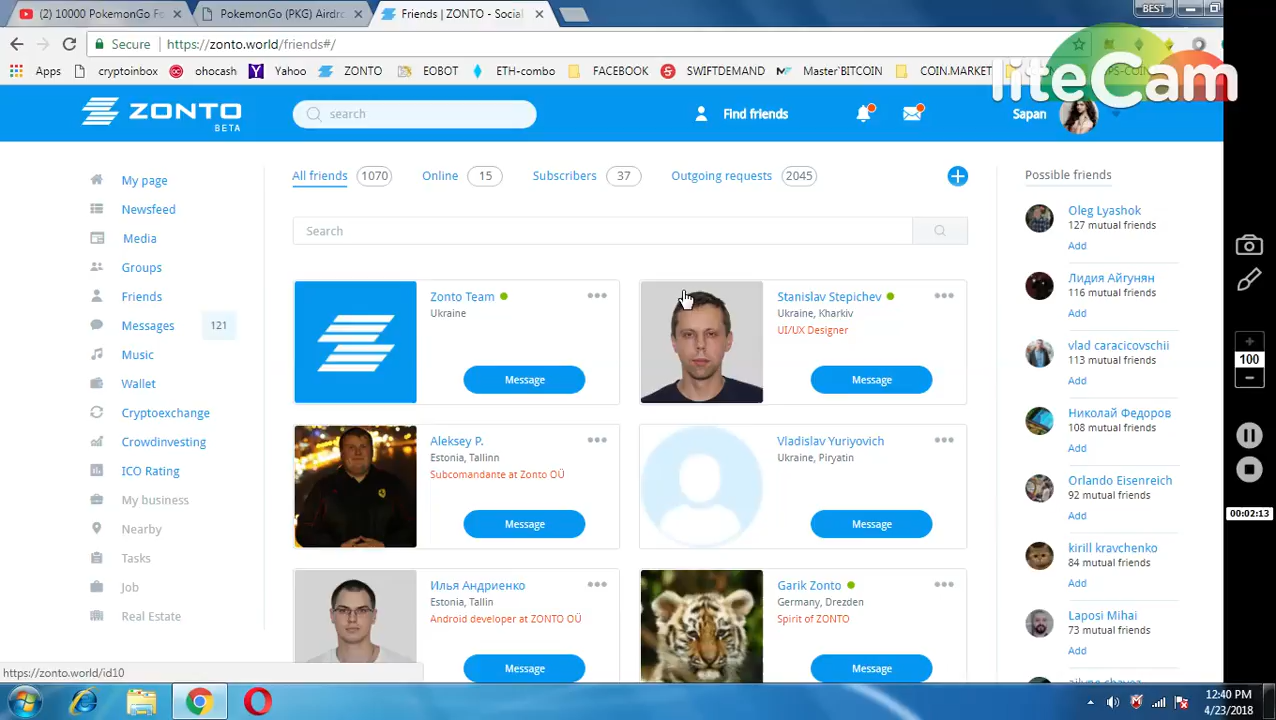 (2) 10000 PokemonGo Fo
PokemonGo (PKG) Airdro
Friends | ZONTO - Social
BEST
Secure
https://zonto.world/friends#/
Apps
cryptoinbox
ohocash
Yahoo
ZONTO
EOBOT
ETH-combo
FACEBOOK
SWIFTDEMAND
Master`BITCOIN
COIN.MARKET
liteCam
ZONTO
BETA
search
Find friends
Sapan
All friends 1070
Online 15
Subscribers 37
Outgoing requests 2045
Search
My page
Newsfeed
Media
Groups
Friends
Messages 121
Music
Wallet
Cryptoexchange
Crowdinvesting
ICO Rating
My business
Nearby
Tasks
Job
Real Estate
Zonto Team
Ukraine
Message
Stanislav Stepichev
Ukraine, Kharkiv
UI/UX Designer
Message
Aleksey P.
Estonia, Tallinn
Subcomandante at Zonto OÜ
Message
Vladislav Yuriyovich
Ukraine, Piryatin
Message
Илья Андриенко
Estonia, Tallin
Android developer at ZONTO OÜ
Message
Garik Zonto
Germany, Drezden
Spirit of ZONTO
Message
Possible friends
Oleg Lyashok
127 mutual friends
Add
Лидия Айгунян
116 mutual friends
Add
vlad caracicovschii
113 mutual friends
Add
Николай Федоров
108 mutual friends
Add
Orlando Eisenreich
92 mutual friends
Add
kirill kravchenko
84 mutual friends
Add
Laposi Mihai
73 mutual friends
Add
100
00:02:13
https://zonto.world/id10
12:40 PM
4/23/2018